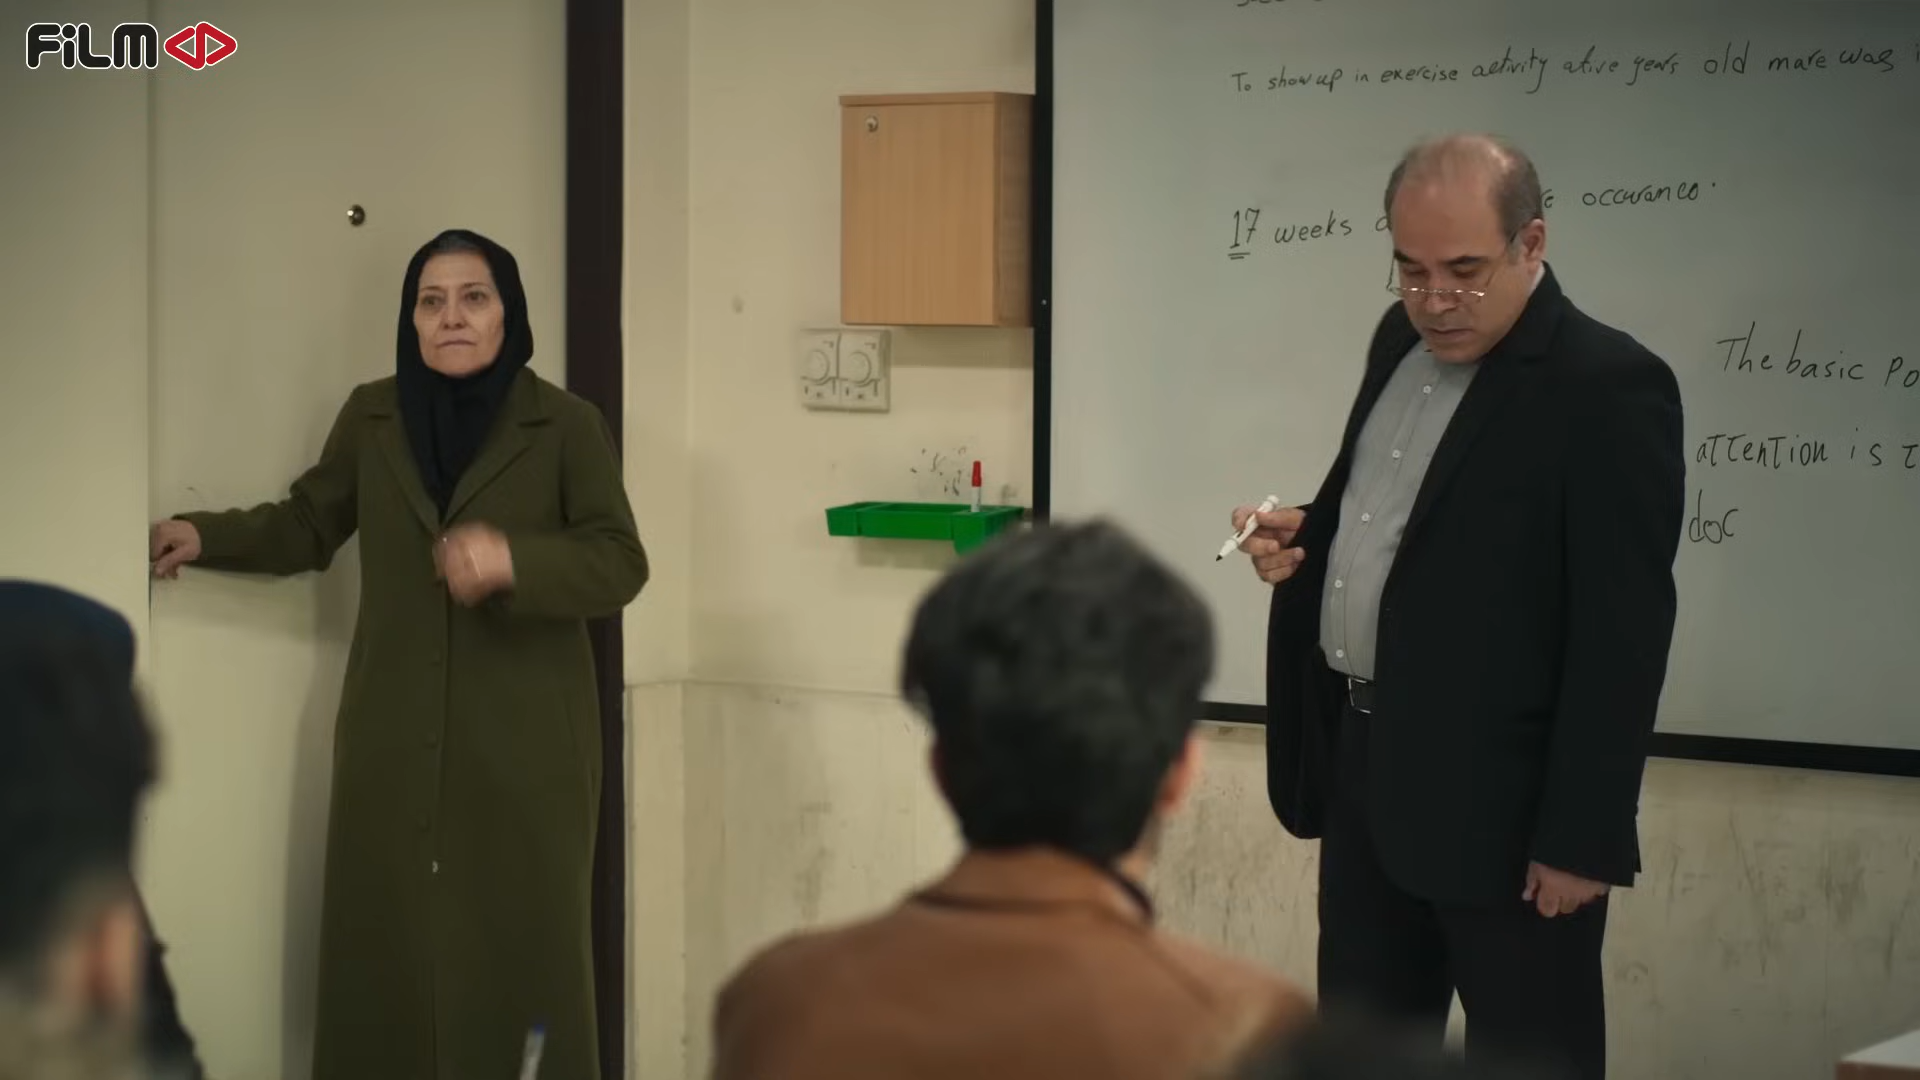 FiLM
To show up in exercise activity ative years old mare was
17 weeks
occurance.
The basic Po
attention is t
doc